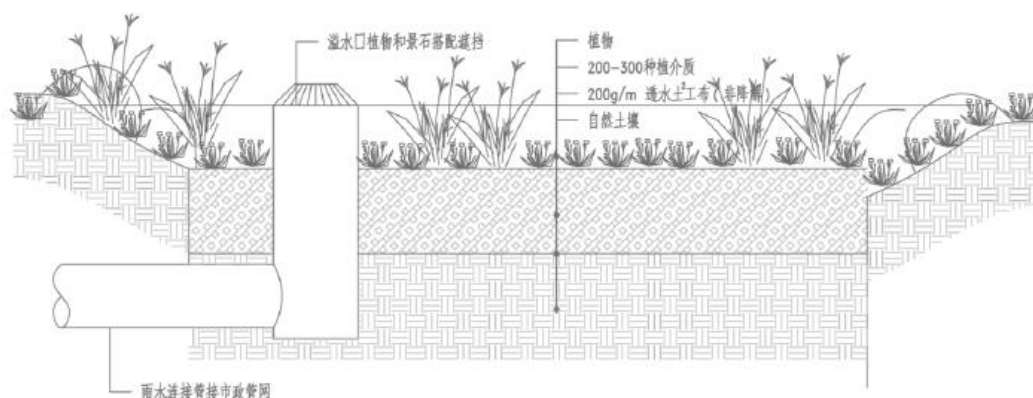 溢水口植物和景石搭配遮挡
植物
200-300种植介质
200g/m²透水土工布(非降解)
自然土壤
雨水连接管接市政管网